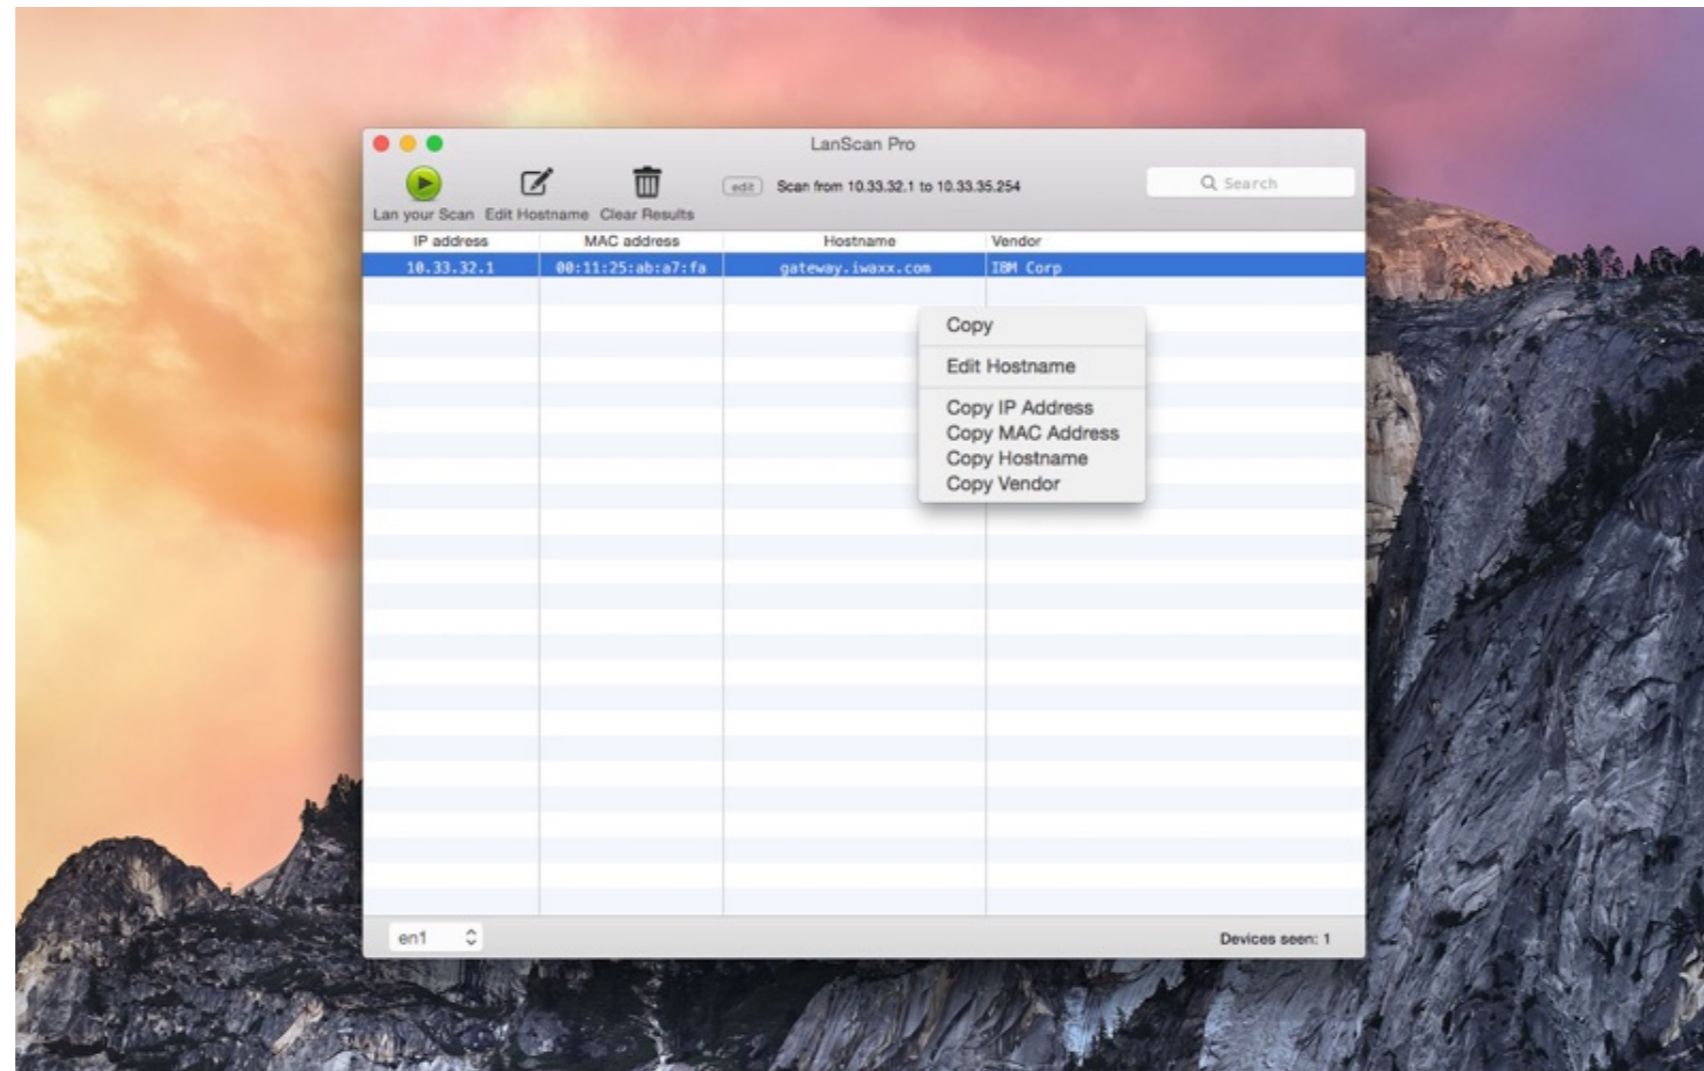 LanScan Pro
edit Scan from 10.33.32.1 to 10.33.35.254 Search
Lan your Scan Edit Hostname Clear Results
IP address MAC address Hostname Vendor
10.33.32.1 00:11:25:ab:a7:fa gateway.iwaxx.com IBM Corp
Copy
Edit Hostname
Copy IP Address
Copy MAC Address
Copy Hostname
Copy Vendor
en1 Devices seen: 1